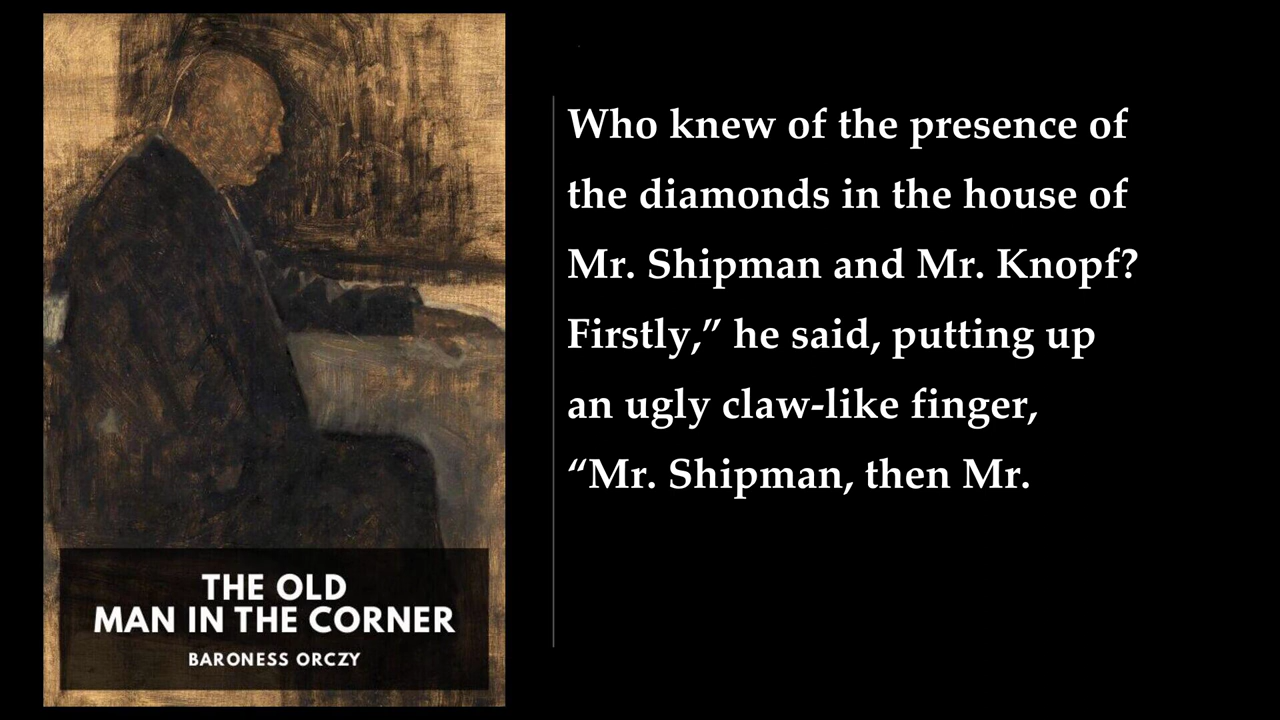 THE OLD
MAN IN THE CORNER
BARONESS ORCZY
Who knew of the presence of
the diamonds in the house of
Mr. Shipman and Mr. Knopf?
Firstly,” he said, putting up
an ugly claw-like finger,
“Mr. Shipman, then Mr.